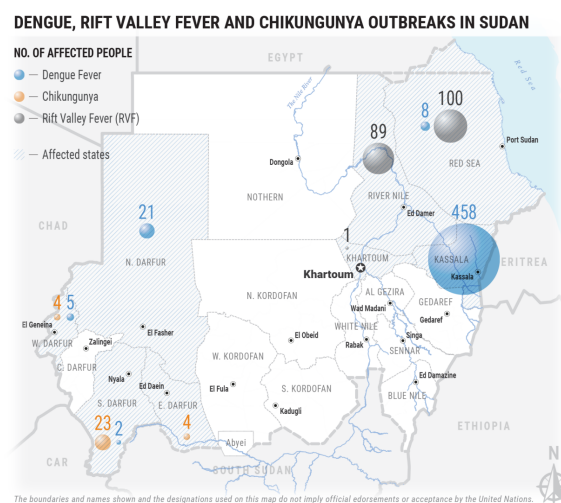 DENGUE, RIFT VALLEY FEVER AND CHIKUNGUNYA OUTBREAKS IN SUDAN
NO. OF AFFECTED PEOPLE
— Dengue Fever
— Chikungunya
— Rift Valley Fever (RVF)
— Affected states
EGYPT
Red Sea
The Nile River
8
100
89
Port Sudan
Dongola
RED SEA
NOTHERN
RIVER NILE
21
Ed Damer
458
CHAD
1
KHARTOUM
KASSALA
ERITREA
N. DARFUR
Khartoum
Kassala
N. KORDOFAN
AL GEZIRA
GEDAREF
4
5
Wad Madani
El Geneina
El Fasher
WHITE NILE
Gedaref
W. DARFUR
Zalingei
El Obeid
Rabak
Singa
SENNAR
C. DARFUR
W. KORDOFAN
Nyala
Ed Daein
El Fula
S. KORDOFAN
Ed Damazine
BLUE NILE
S. DARFUR
E. DARFUR
Kadugli
23
2
4
ETHIOPIA
Abyei
CAR
SOUTH SUDAN
N
The boundaries and names shown and the designations used on this map do not imply official edorsements or acceptance by the United Nations.